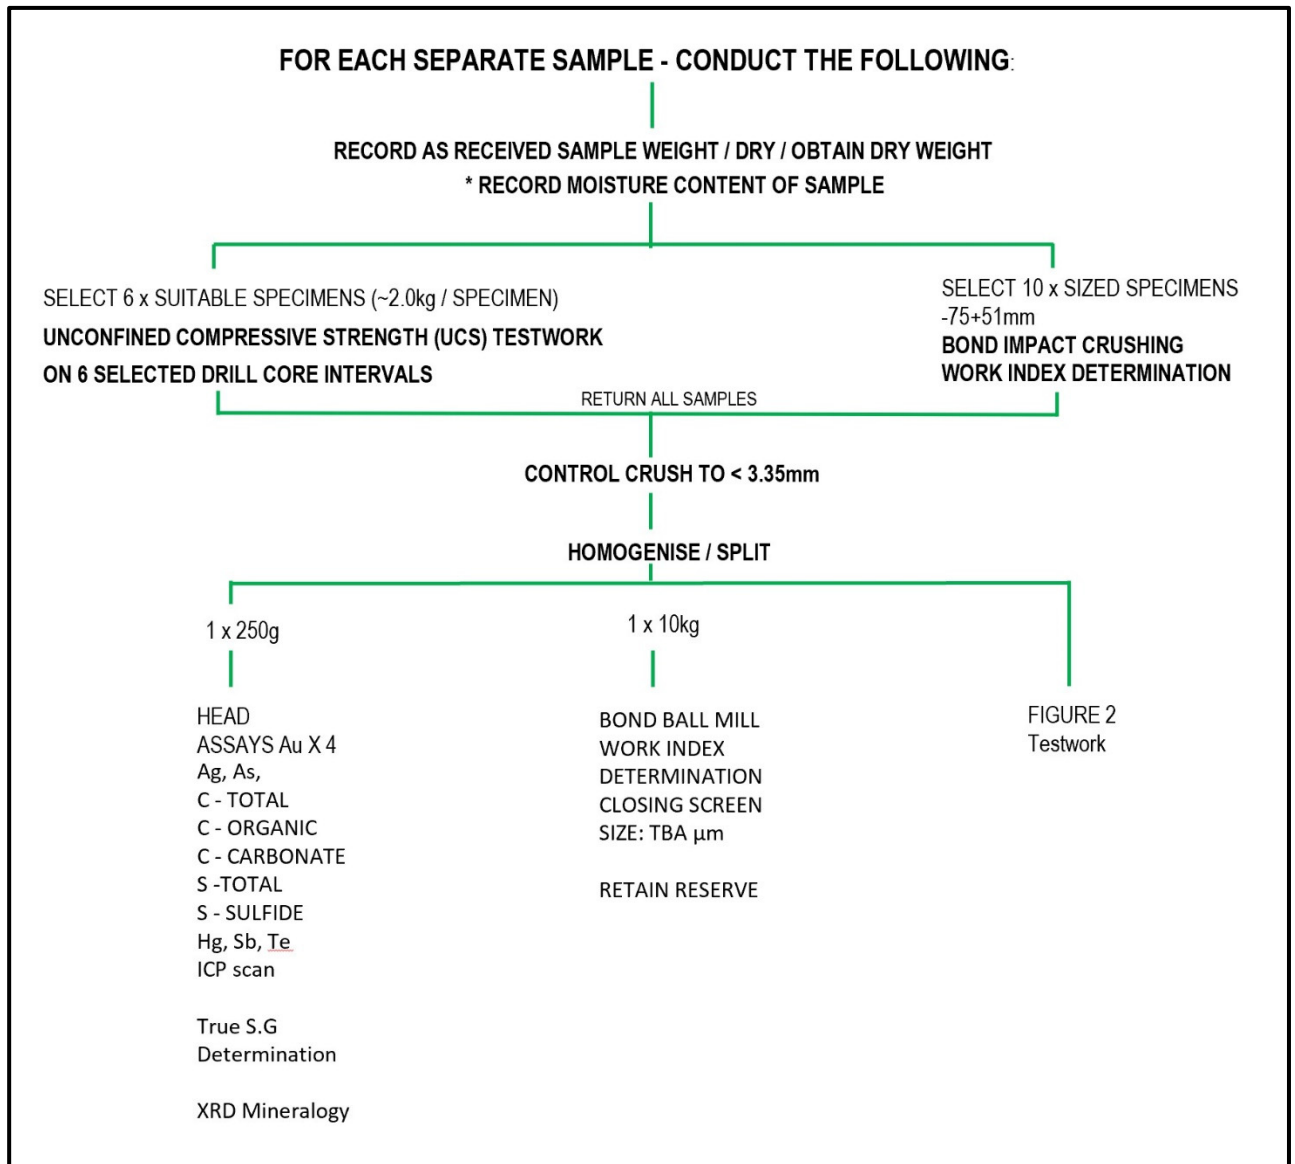 FOR EACH SEPARATE SAMPLE - CONDUCT THE FOLLOWING:
RECORD AS RECEIVED SAMPLE WEIGHT / DRY / OBTAIN DRY WEIGHT
* RECORD MOISTURE CONTENT OF SAMPLE
SELECT 6 x SUITABLE SPECIMENS (~2.0kg / SPECIMEN)
UNCONFINED COMPRESSIVE STRENGTH (UCS) TESTWORK
ON 6 SELECTED DRILL CORE INTERVALS
SELECT 10 x SIZED SPECIMENS
-75+51mm
BOND IMPACT CRUSHING
WORK INDEX DETERMINATION
RETURN ALL SAMPLES
CONTROL CRUSH TO < 3.35mm
HOMOGENISE / SPLIT
1 x 250g
HEAD
ASSAYS Au X 4
Ag, As,
C - TOTAL
C - ORGANIC
C - CARBONATE
S -TOTAL
S - SULFIDE
Hg, Sb, Te
ICP scan
True S.G
Determination
XRD Mineralogy
1 x 10kg
BOND BALL MILL
WORK INDEX
DETERMINATION
CLOSING SCREEN
SIZE: TBA µm
RETAIN RESERVE
FIGURE 2
Testwork